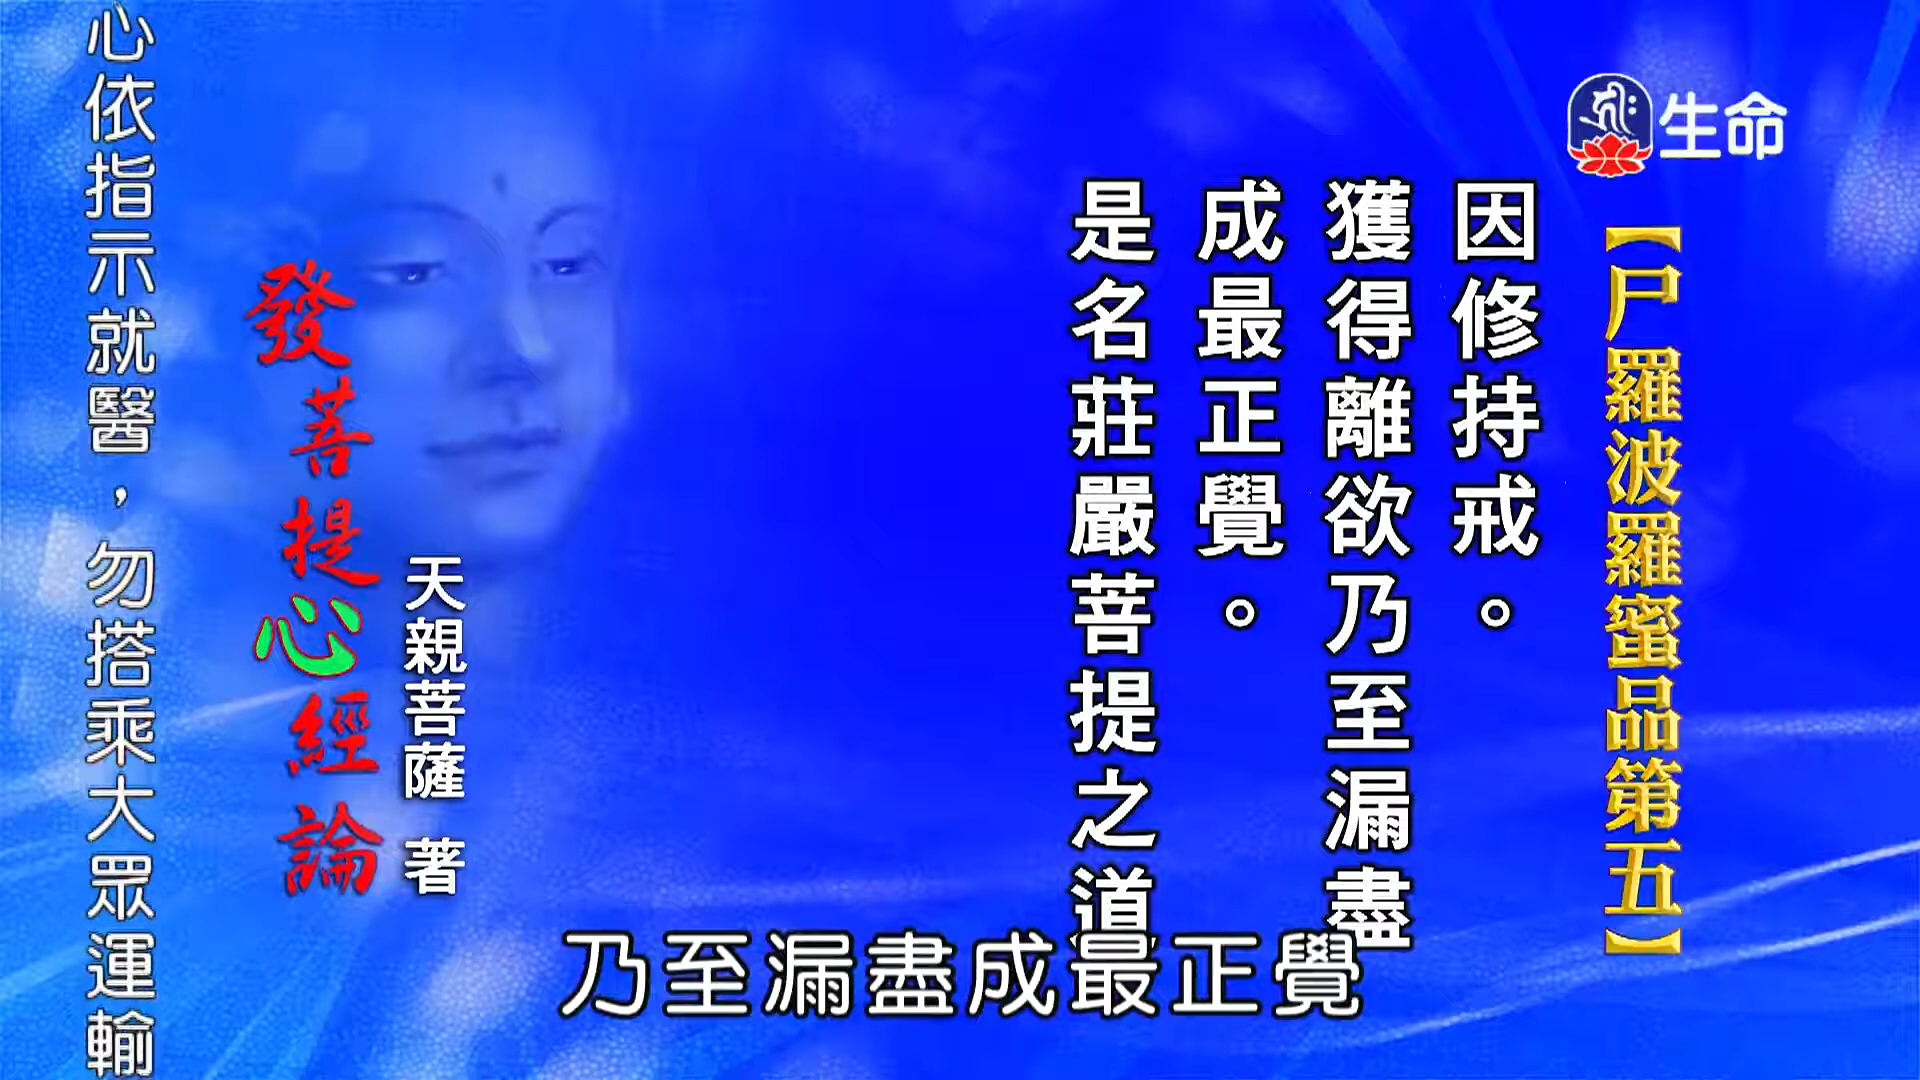 生命
【尸羅波羅蜜品第五】
因修持戒。
獲得離欲乃至漏盡
成最正覺。
是名莊嚴菩提之道
天親菩薩 著
發菩提心經論
心依指示就醫，勿搭乘大眾運輸
乃至漏盡成最正覺